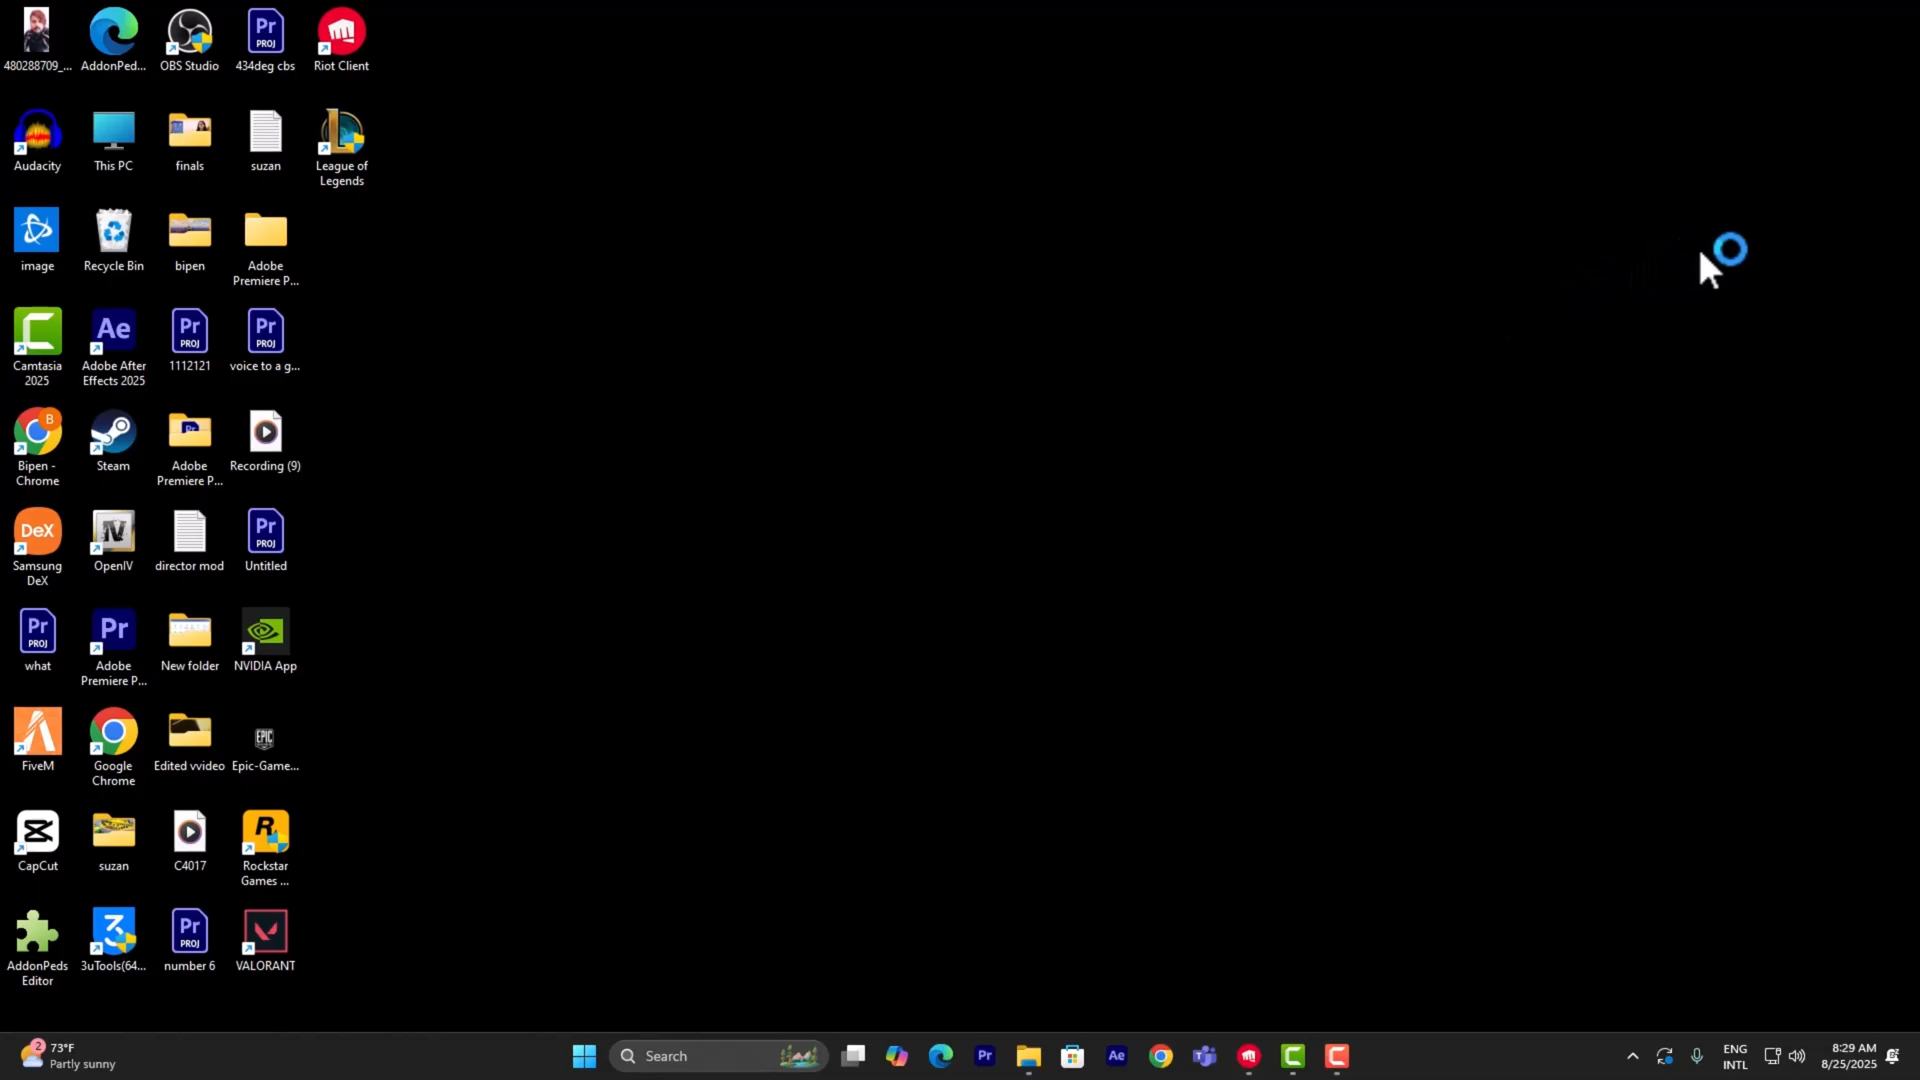 480288709_...
AddonPed...
OBS Studio
Pr
PROJ
434deg cbs
Riot Client
Audacity
This PC
finals
suzan
League of
Legends
image
Recycle Bin
bipen
Adobe
Premiere P...
Camtasia
2025
Ae
Adobe After
Effects 2025
Pr
PROJ
1112121
Pr
PROJ
voice to a g...
B
Bipen -
Chrome
Steam
Pr
Adobe
Premiere P...
Recording (9)
DeX
Samsung
DeX
OpenIV
director mod
Pr
PROJ
Untitled
Pr
PROJ
what
Pr
Adobe
Premiere P...
New folder
NVIDIA App
FiveM
Google
Chrome
Edited vvideo
EPIC
Epic-Game...
CapCut
suzan
C4017
R
Rockstar
Games ...
AddonPeds
Editor
3uTools(64...
Pr
PROJ
number 6
VALORANT
2
73°F
Partly sunny
Search
Pr
Ae
ENG
INTL
8:29 AM
8/25/2025